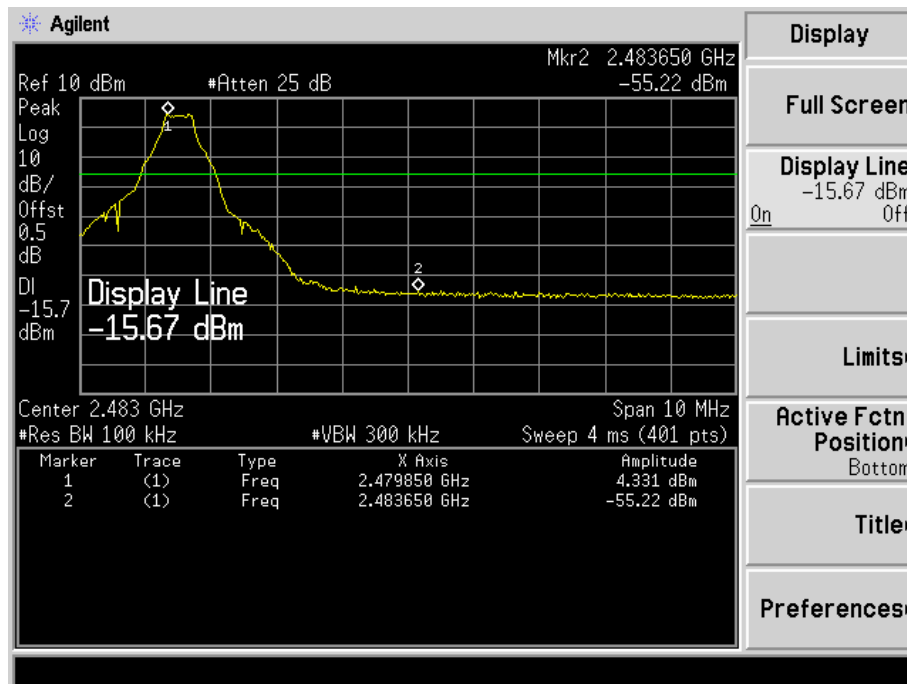 Agilent
Mkr2 2.483650 GHz
Ref 10 dBm #Atten 25 dB -55.22 dBm
Peak
Log
10
dB/
Offst
0.5
dB
DI
-15.7
dBm
1
2
Display Line
-15.67 dBm
Center 2.483 GHz Span 10 MHz
#Res BW 100 kHz #VBW 300 kHz Sweep 4 ms (401 pts)
Marker Trace Type X Axis Amplitude
1 (1) Freq 2.479850 GHz 4.331 dBm
2 (1) Freq 2.483650 GHz -55.22 dBm
Display
Full Screen
Display Line
-15.67 dBm
On Off
Limits
Active Fctn
Position
Bottom
Title
Preferences